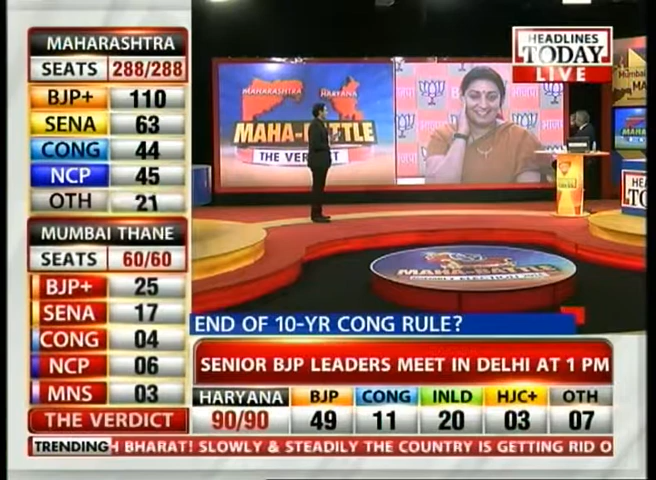 MAHARASHTRA
SEATS 288/288
BJP+ 110
SENA 63
CONG 44
NCP 45
OTH 21
MUMBAI THANE
SEATS 60/60
BJP+ 25
SENA 17
CONG 04
NCP 06
MNS 03
THE VERDICT
HEADLINES
TODAY
LIVE
MAHARASHTRA HARYANA
MAHA-BATTLE
THE VERDICT
MAHA-BATTLE
END OF 10-YR CONG RULE?
SENIOR BJP LEADERS MEET IN DELHI AT 1 PM
HARYANA BJP CONG INLD HJC+ OTH
90/90 49 11 20 03 07
TRENDING H BHARAT! SLOWLY & STEADILY THE COUNTRY IS GETTING RID O